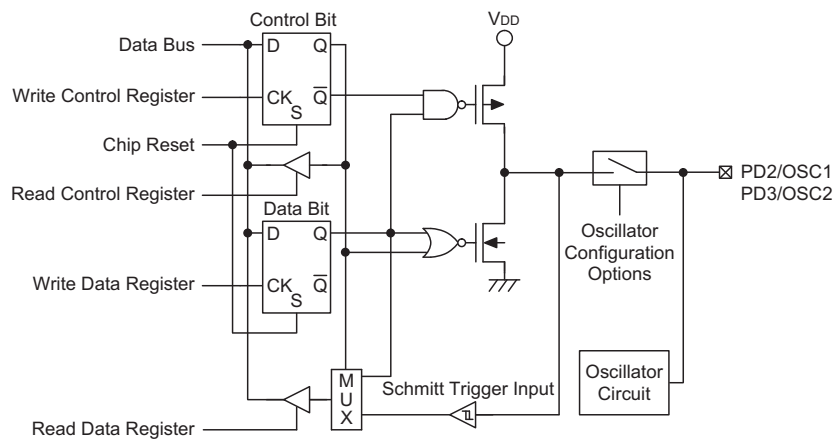 Control Bit
VDD
Data Bus
D
Q
Write Control Register
CK
Q
S
Chip Reset
Read Control Register
PD2/OSC1
PD3/OSC2
Oscillator
Configuration
Options
Data Bit
D
Q
Write Data Register
CK
Q
S
M
U
X
Schmitt Trigger Input
Oscillator
Circuit
Read Data Register